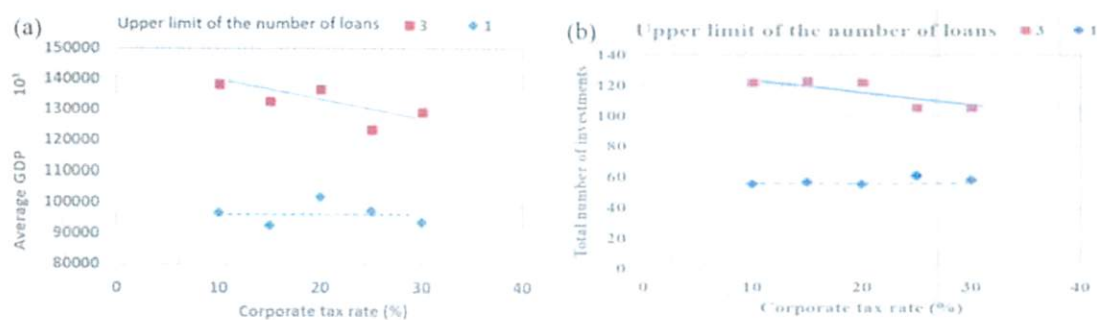 (a) Upper limit of the number of loans 3 1
150000
140000
130000
120000
110000
100000
90000
80000
Average GDP 10³
0 10 20 30 40
Corporate tax rate (%)
(b) Upper limit of the number of loans 3 1
140
120
100
80
60
40
20
0
Total number of investments
0 10 20 30 40
Corporate tax rate (%)